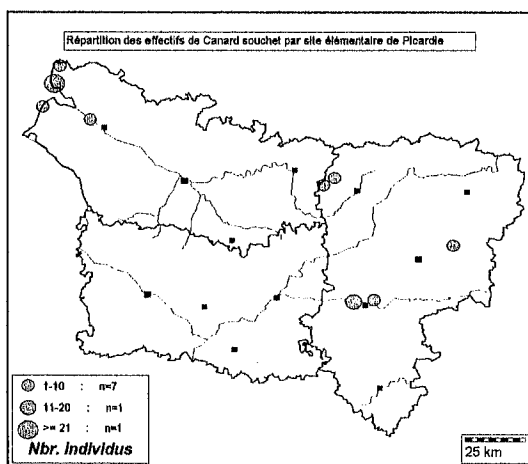 Répartition des effectifs de Canard souchet par site élémentaire de Picardie
1-10 : n=7
11-20 : n=1
>= 21 : n=1
Nbr. Individus
25 km